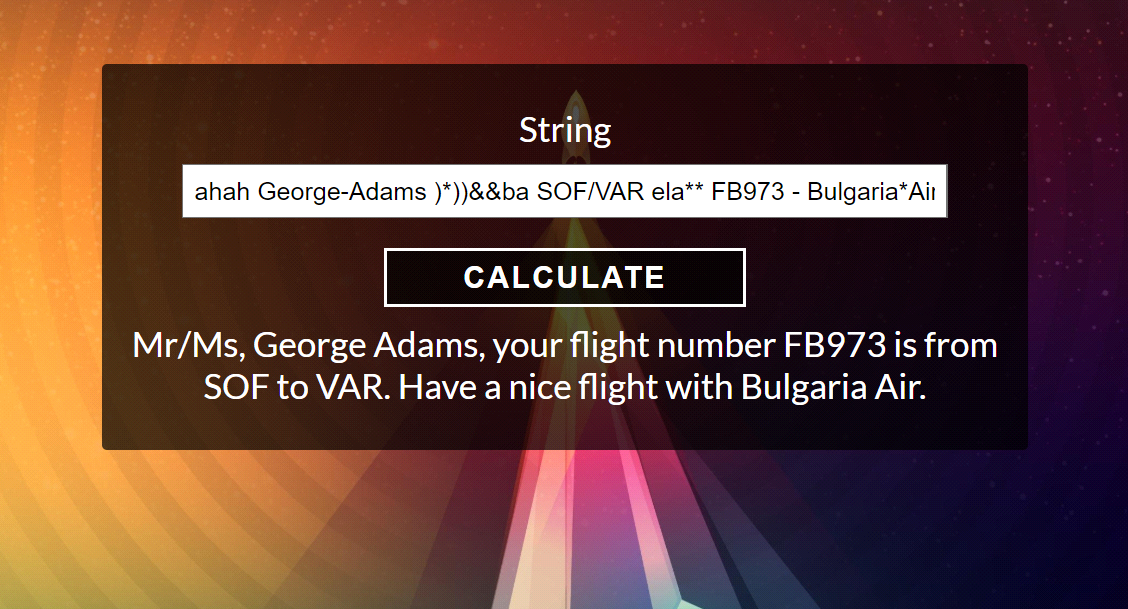 String
ahah George-Adams )*))&&ba SOF/VAR ela** FB973 - Bulgaria*Air
CALCULATE
Mr/Ms, George Adams, your flight number FB973 is from
SOF to VAR. Have a nice flight with Bulgaria Air.